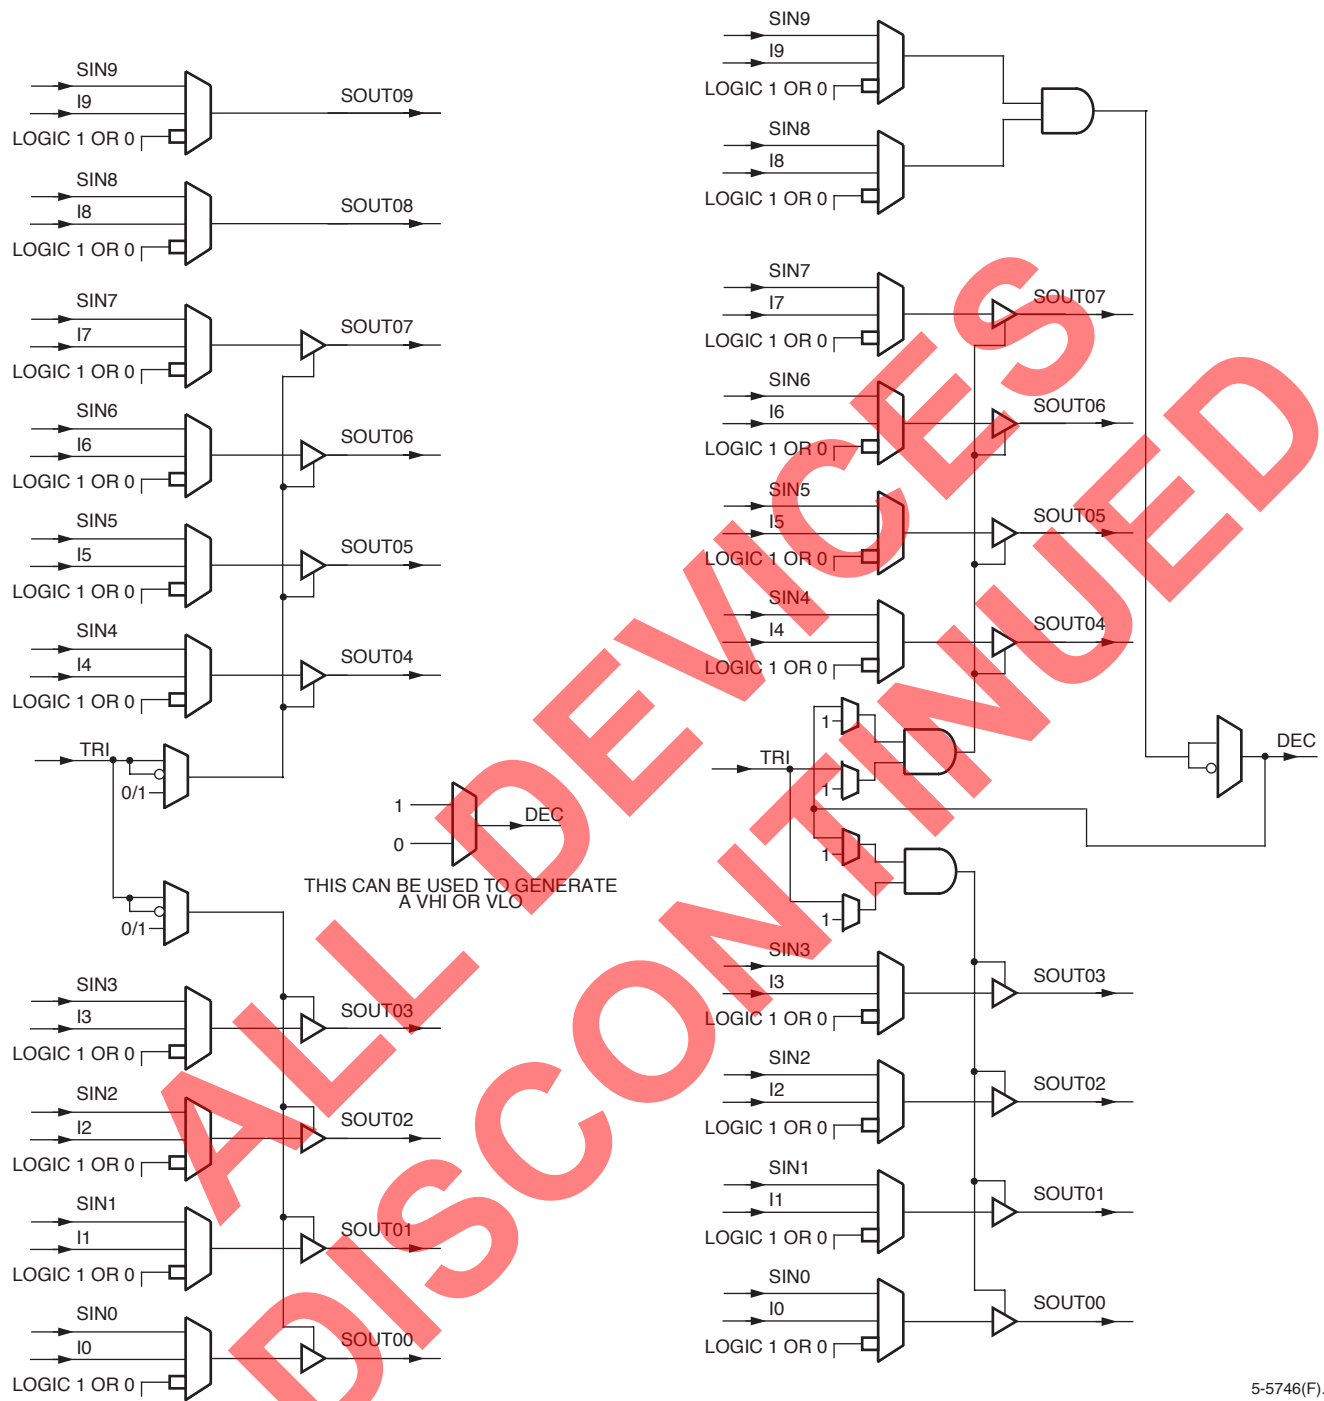 SIN9
I9
LOGIC 1 OR 0
SOUT09
SIN8
I8
LOGIC 1 OR 0
SOUT08
SIN7
I7
LOGIC 1 OR 0
SOUT07
SIN6
I6
LOGIC 1 OR 0
SOUT06
SIN5
I5
LOGIC 1 OR 0
SOUT05
SIN4
I4
LOGIC 1 OR 0
SOUT04
TRI
0/1
0/1
1
0
DEC
THIS CAN BE USED TO GENERATE
A VHI OR VLO
SIN3
I3
LOGIC 1 OR 0
SOUT03
SIN2
I2
LOGIC 1 OR 0
SOUT02
SIN1
I1
LOGIC 1 OR 0
SOUT01
SIN0
I0
LOGIC 1 OR 0
SOUT00
SIN9
I9
LOGIC 1 OR 0
SIN8
I8
LOGIC 1 OR 0
SIN7
I7
LOGIC 1 OR 0
SOUT07
SIN6
I6
LOGIC 1 OR 0
SOUT06
SIN5
I5
LOGIC 1 OR 0
SOUT05
SIN4
I4
LOGIC 1 OR 0
SOUT04
1
TRI
1
1
1
DEC
SIN3
I3
LOGIC 1 OR 0
SOUT03
SIN2
I2
LOGIC 1 OR 0
SOUT02
SIN1
I1
LOGIC 1 OR 0
SOUT01
SIN0
I0
LOGIC 1 OR 0
SOUT00
5-5746(F).
ALL DEVICES
DISCONTINUED